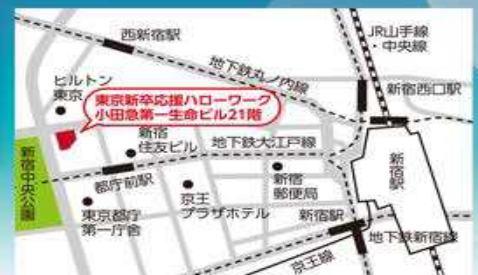 西新宿駅
JR山手線
・中央線
地下鉄丸ノ内線
ヒルトン
東京
新宿西口駅
東京新卒応援ハローワーク
小田急第一生命ビル21階
新宿
住友ビル
地下鉄大江戸線
新宿中央公園
都庁前駅
新宿
郵便局
新宿駅
京王
プラザホテル
東京都庁
第一庁舎
新宿駅
地下鉄新宿線
京王線